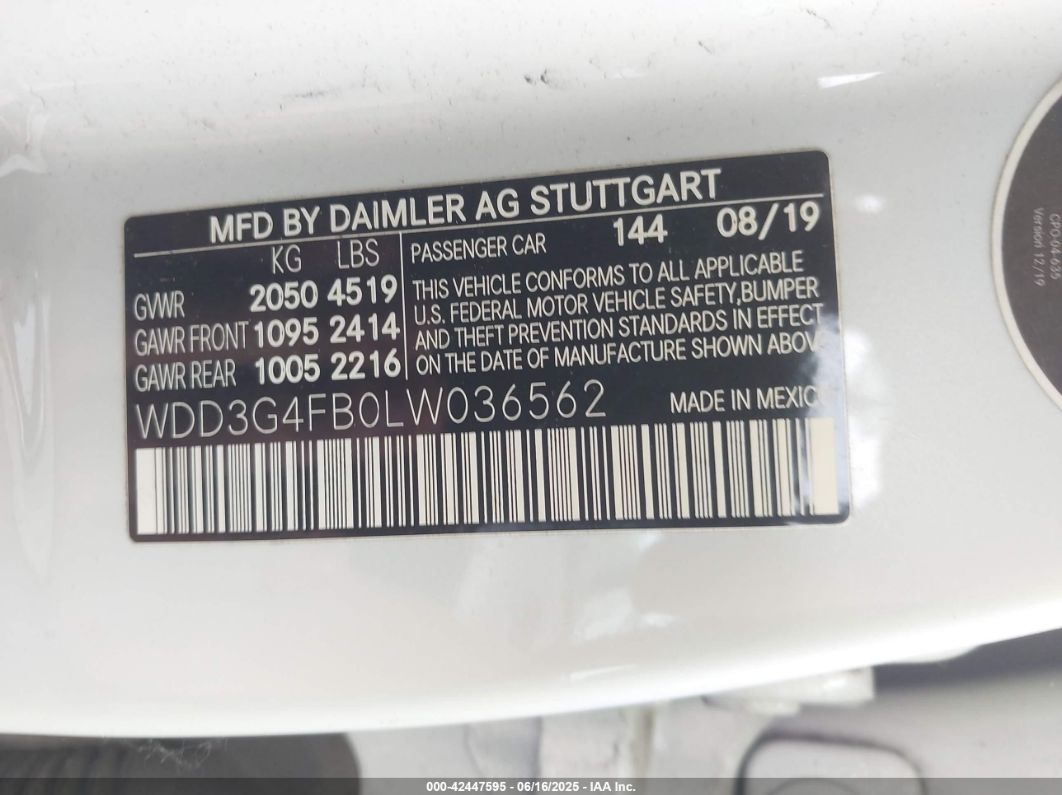 MFD BY DAIMLER AG STUTTGART
KG LBS
GVWR 2050 4519
GAWR FRONT 1095 2414
GAWR REAR 1005 2216
PASSENGER CAR 144 08/19
THIS VEHICLE CONFORMS TO ALL APPLICABLE
U.S. FEDERAL MOTOR VEHICLE SAFETY,BUMPER
AND THEFT PREVENTION STANDARDS IN EFFECT
ON THE DATE OF MANUFACTURE SHOWN ABOVE
WDD3G4FB0LW036562 MADE IN MEXICO
Version 12/19
000-42447595 - 06/16/2025 - IAA Inc.